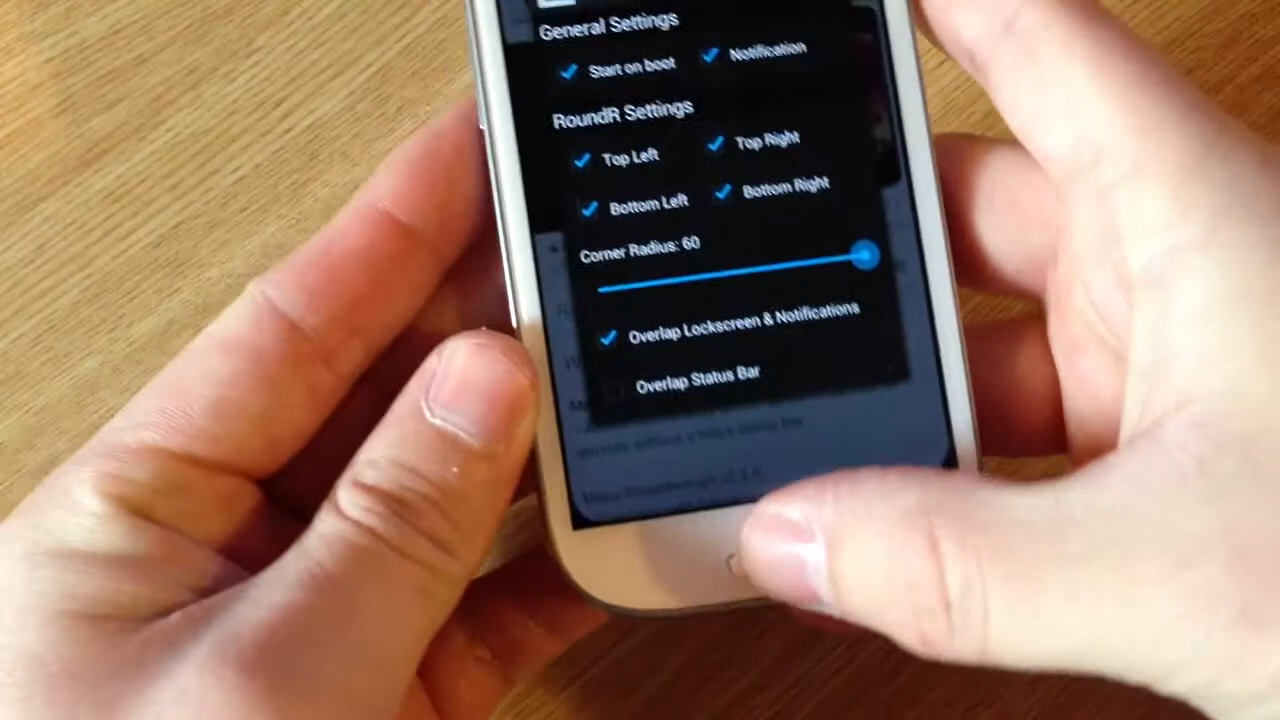 General Settings
Start on boot
Notification
RoundR Settings
Top Left
Top Right
Bottom Left
Bottom Right
Corner Radius: 60
Overlap Lockscreen & Notifications
Overlap Status Bar